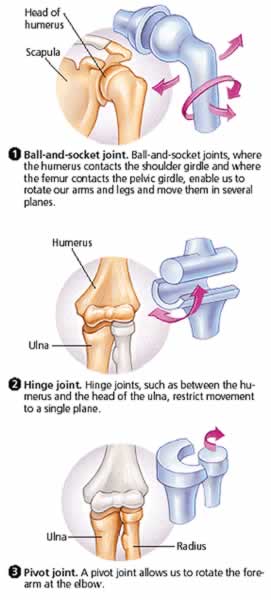 Head of
humerus
Scapula
1 Ball-and-socket joint. Ball-and-socket joints, where
the humerus contacts the shoulder girdle and where
the femur contacts the pelvic girdle, enable us to
rotate our arms and legs and move them in several
planes.
Humerus
Ulna
2 Hinge joint. Hinge joints, such as between the hu-
merus and the head of the ulna, restrict movement
to a single plane.
Ulna
Radius
3 Pivot joint. A pivot joint allows us to rotate the fore-
arm at the elbow.